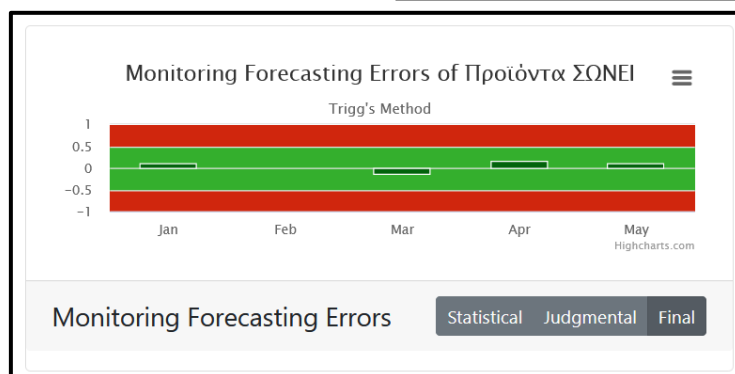 Monitoring Forecasting Errors of Προϊόντα ΣΩΝΕΙ
Trigg's Method
1
0.5
0
−0.5
−1
Jan Feb Mar Apr May
Highcharts.com
Monitoring Forecasting Errors
Statistical Judgmental Final